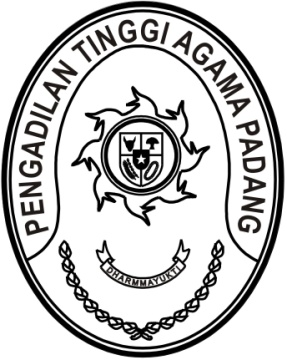 PENGADILAN TINGGI AGAMA PADANG
DHARMMAYUKTI